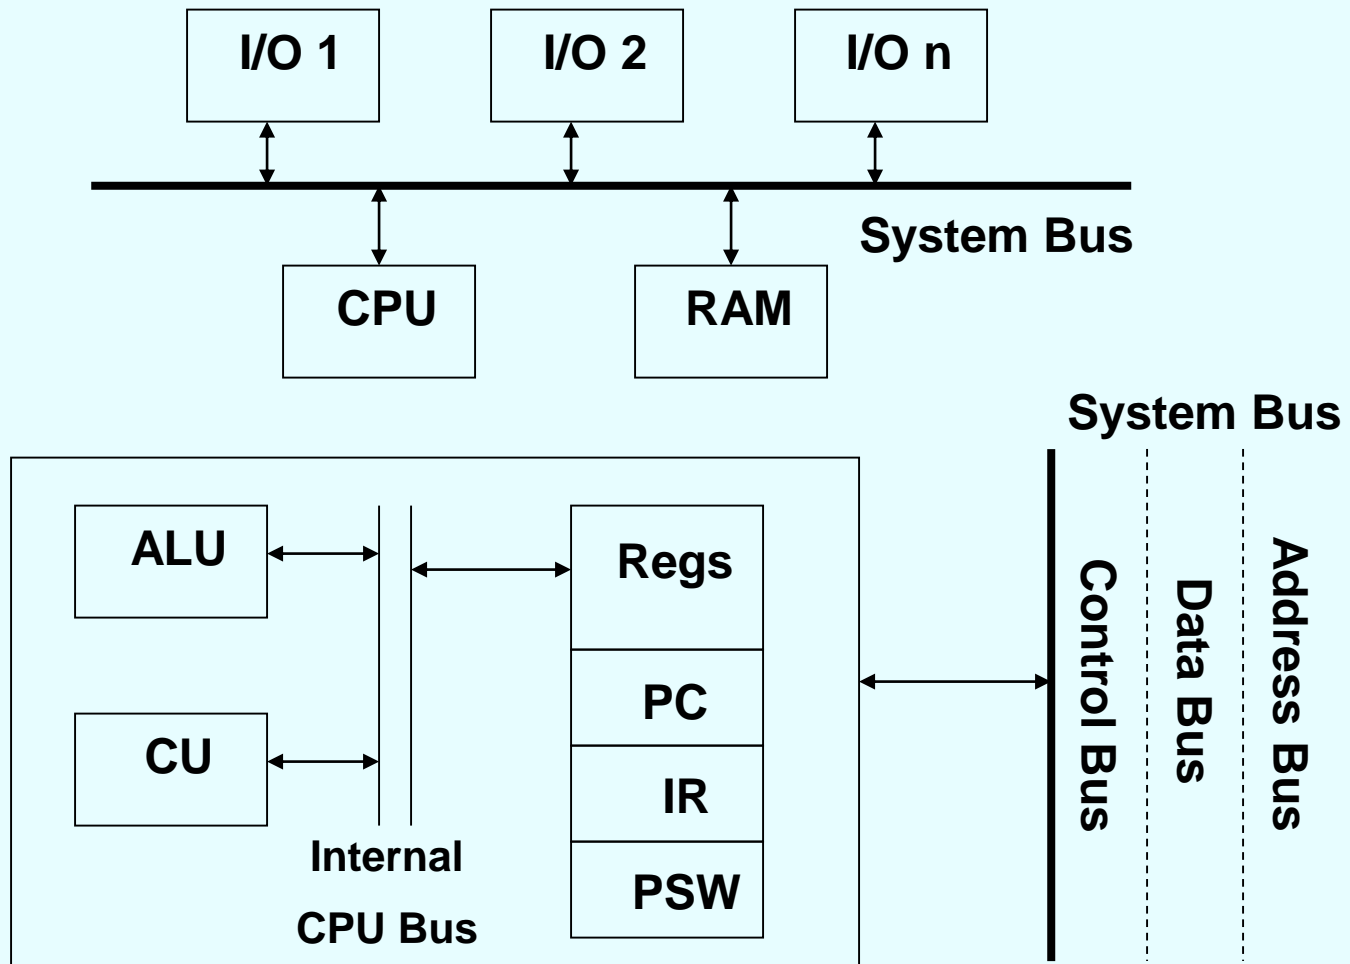 I/O 1
I/O 2
I/O n
System Bus
CPU
RAM
System Bus
ALU
Regs
CU
PC
IR
PSW
Internal
CPU Bus
Control Bus
Data Bus
Address Bus